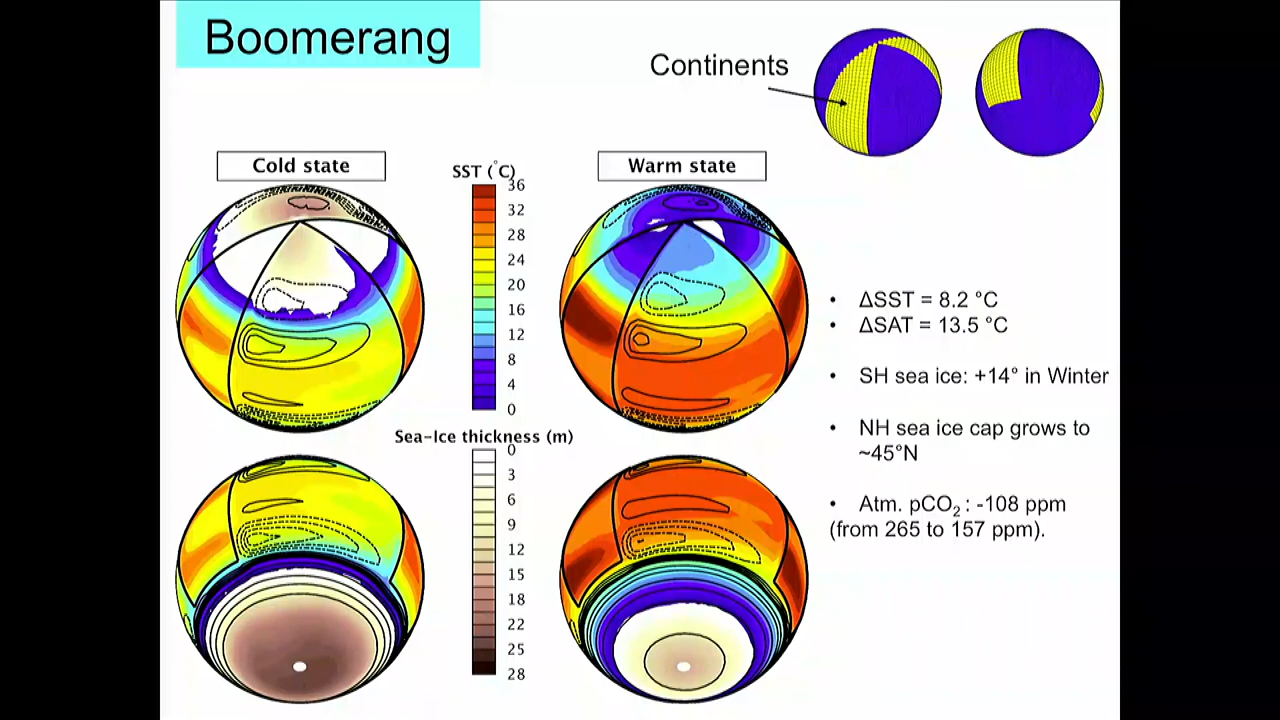 Boomerang
Continents
Cold state
SST (°C)
Warm state
36
32
28
24
20
16
12
8
4
0
Sea-Ice thickness (m)
0
3
6
9
12
15
18
22
25
28
• ΔSST = 8.2 °C
• ΔSAT = 13.5 °C
• SH sea ice: +14° in Winter
• NH sea ice cap grows to
~45°N
• Atm. pCO₂ : -108 ppm
(from 265 to 157 ppm).